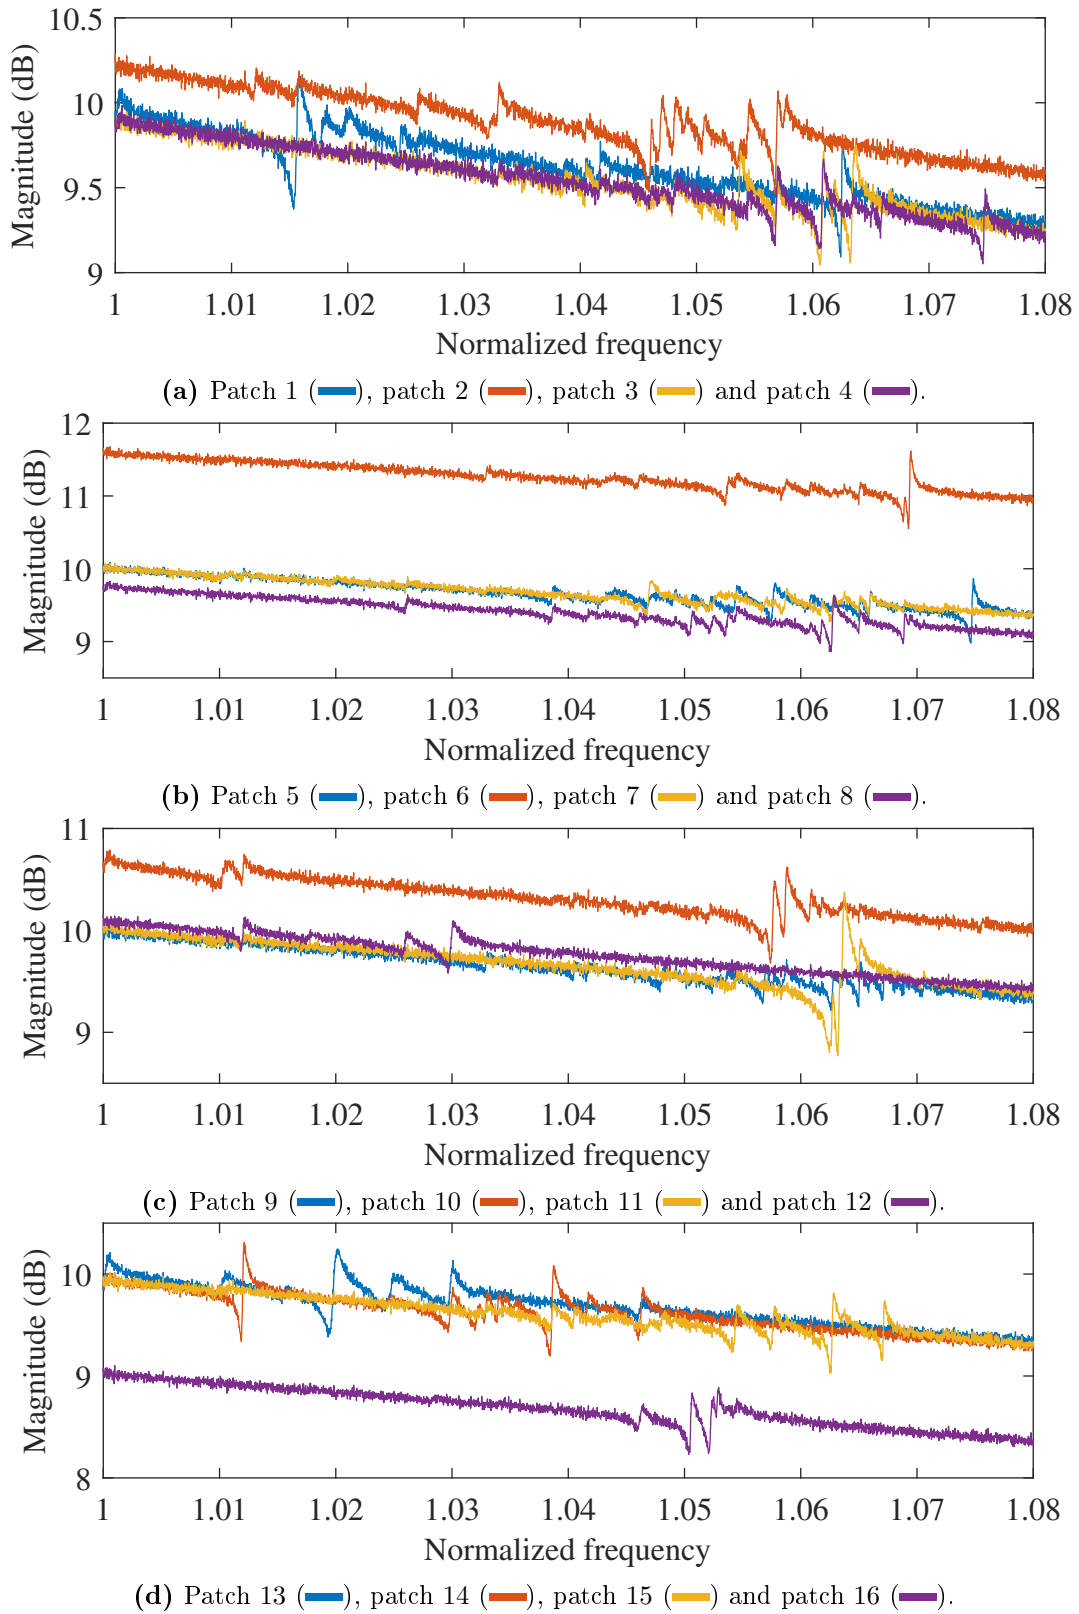 10.5
10
9.5
9
Magnitude (dB)
1 1.01 1.02 1.03 1.04 1.05 1.06 1.07 1.08
Normalized frequency
(a) Patch 1 ( ), patch 2 ( ), patch 3 ( ) and patch 4 ( ).
12
11
10
9
Magnitude (dB)
1 1.01 1.02 1.03 1.04 1.05 1.06 1.07 1.08
Normalized frequency
(b) Patch 5 ( ), patch 6 ( ), patch 7 ( ) and patch 8 ( ).
11
10
9
Magnitude (dB)
1 1.01 1.02 1.03 1.04 1.05 1.06 1.07 1.08
Normalized frequency
(c) Patch 9 ( ), patch 10 ( ), patch 11 ( ) and patch 12 ( ).
10
9
8
Magnitude (dB)
1 1.01 1.02 1.03 1.04 1.05 1.06 1.07 1.08
Normalized frequency
(d) Patch 13 ( ), patch 14 ( ), patch 15 ( ) and patch 16 ( ).